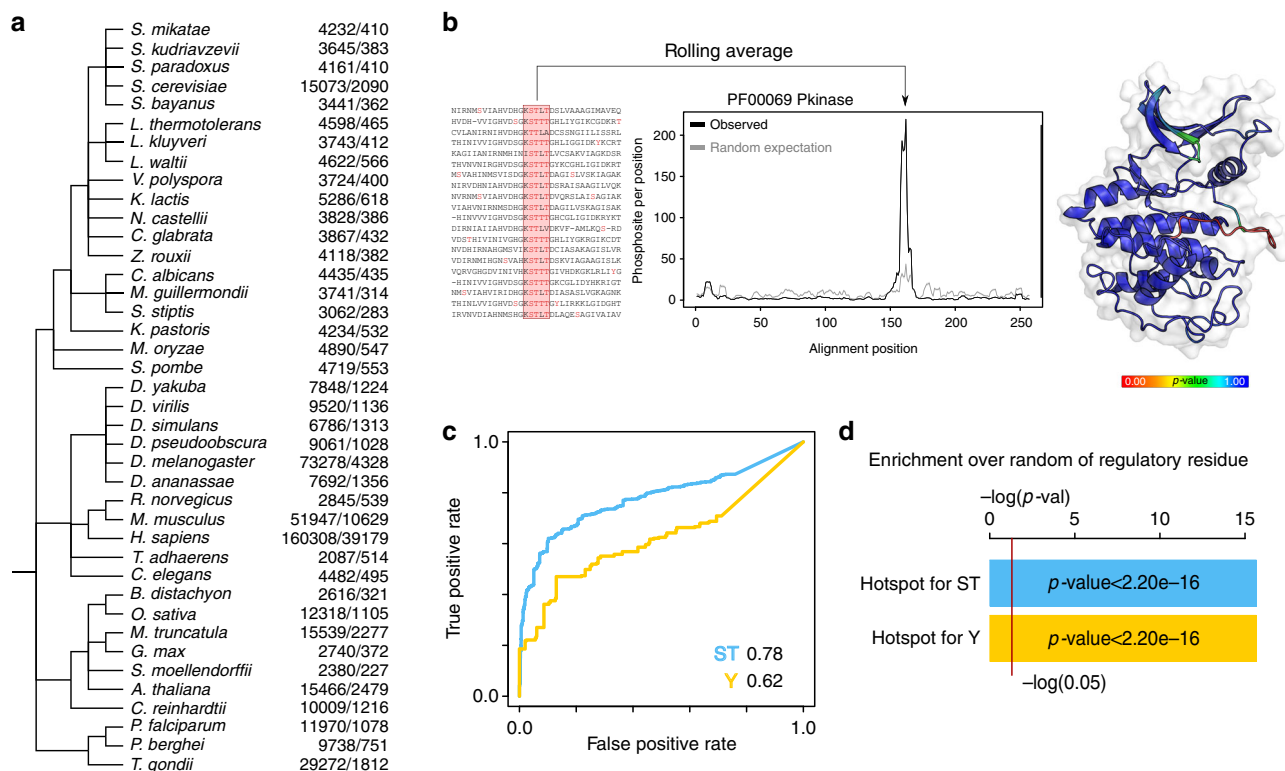 a
S. mikatae 4232/410
S. kudriavzevii 3645/383
S. paradoxus 4161/410
S. cerevisiae 15073/2090
S. bayanus 3441/362
L. thermotolerans 4598/465
L. kluyveri 3743/412
L. waltii 4622/566
V. polyspora 3724/400
K. lactis 5286/618
N. castellii 3828/386
C. glabrata 3867/432
Z. rouxii 4118/382
C. albicans 4435/435
M. guillermondii 3741/314
S. stiptis 3062/283
K. pastoris 4234/532
M. oryzae 4890/547
S. pombe 4719/553
D. yakuba 7848/1224
D. virilis 9520/1136
D. simulans 6786/1313
D. pseudoobscura 9061/1028
D. melanogaster 73278/4328
D. ananassae 7692/1356
R. norvegicus 2845/539
M. musculus 51947/10629
H. sapiens 160308/39179
T. adhaerens 2087/514
C. elegans 4482/495
B. distachyon 2616/321
O. sativa 12318/1105
M. truncatula 15539/2277
G. max 2740/372
S. moellendorffii 2380/227
A. thaliana 15466/2479
C. reinhardtii 10009/1216
P. falciparum 11970/1078
P. berghei 9738/751
T. gondii 29272/1812
b
Rolling average
PF00069 Pkinase
Observed
Random expectation
Phosphosite per position
200
150
100
50
0
0 50 100 150 200 250
Alignment position
0.00 p-value 1.00
c
1.0
True positive rate
ST 0.78
Y 0.62
0.0
0.0 1.0
False positive rate
d
Enrichment over random of regulatory residue
–log(p-val)
0 5 10 15
Hotspot for ST p-value<2.20e–16
Hotspot for Y p-value<2.20e–16
–log(0.05)